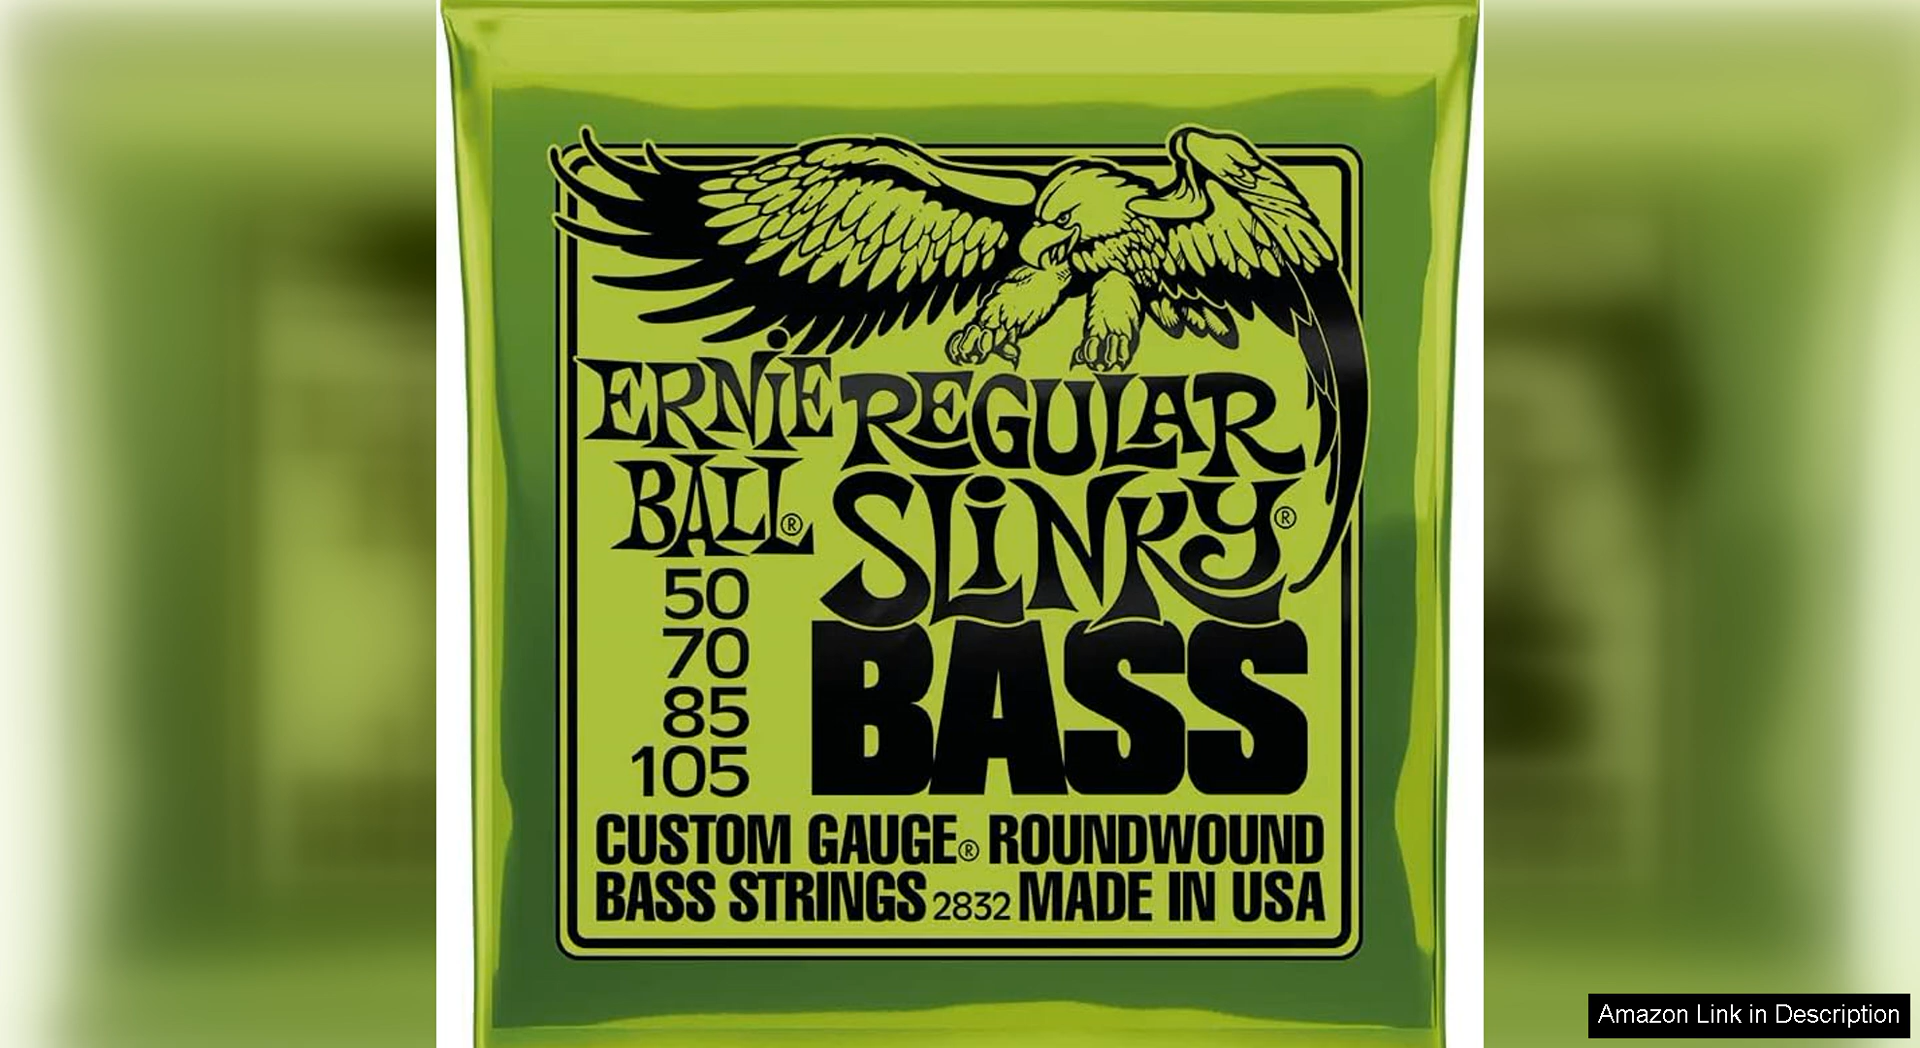 ERNIE
BALL®
REGULAR
SLINKY®
BASS
50
70
85
105
CUSTOM GAUGE® ROUNDWOUND
BASS STRINGS 2832 MADE IN USA
Amazon Link in Description